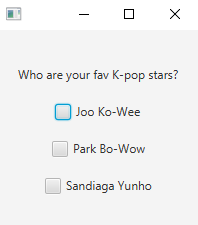 Who are your fav K-pop stars?
Joo Ko-Wee
Park Bo-Wow
Sandiaga Yunho